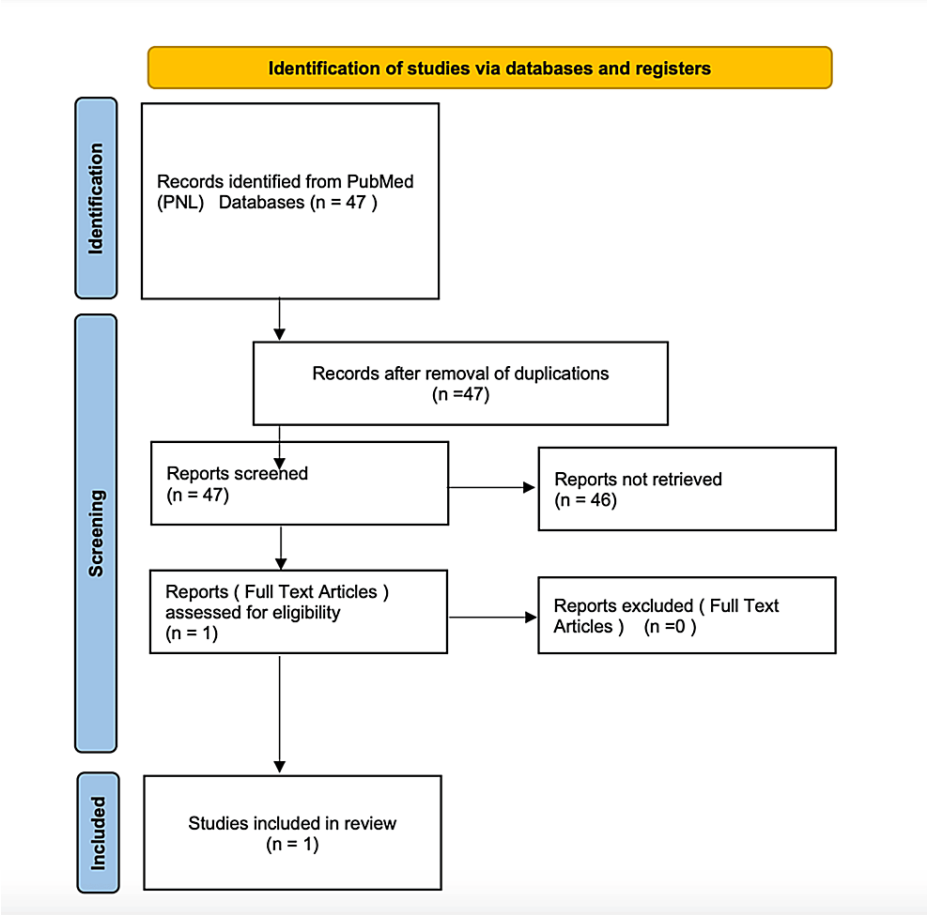 Identification of studies via databases and registers
Identification
Records identified from PubMed
(PNL) Databases (n = 47 )
Screening
Records after removal of duplications
(n =47)
Reports screened
(n = 47)
Reports not retrieved
(n = 46)
Reports ( Full Text Articles )
assessed for eligibility
(n = 1)
Reports excluded ( Full Text
Articles ) (n =0 )
Included
Studies included in review
(n = 1)